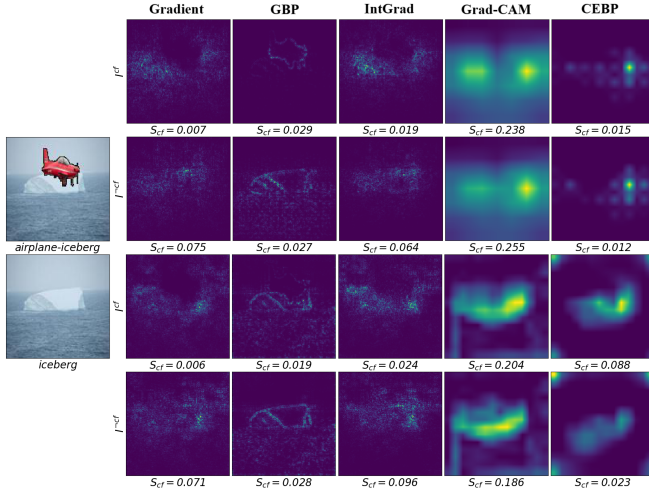 Gradient GBP IntGrad Grad-CAM CEBP
I^cf
S_cf = 0.007 S_cf = 0.029 S_cf = 0.019 S_cf = 0.238 S_cf = 0.015
I^¬cf
airplane-iceberg
S_cf = 0.075 S_cf = 0.027 S_cf = 0.064 S_cf = 0.255 S_cf = 0.012
I^cf
iceberg
S_cf = 0.006 S_cf = 0.019 S_cf = 0.024 S_cf = 0.204 S_cf = 0.088
I^¬cf
S_cf = 0.071 S_cf = 0.028 S_cf = 0.096 S_cf = 0.186 S_cf = 0.023